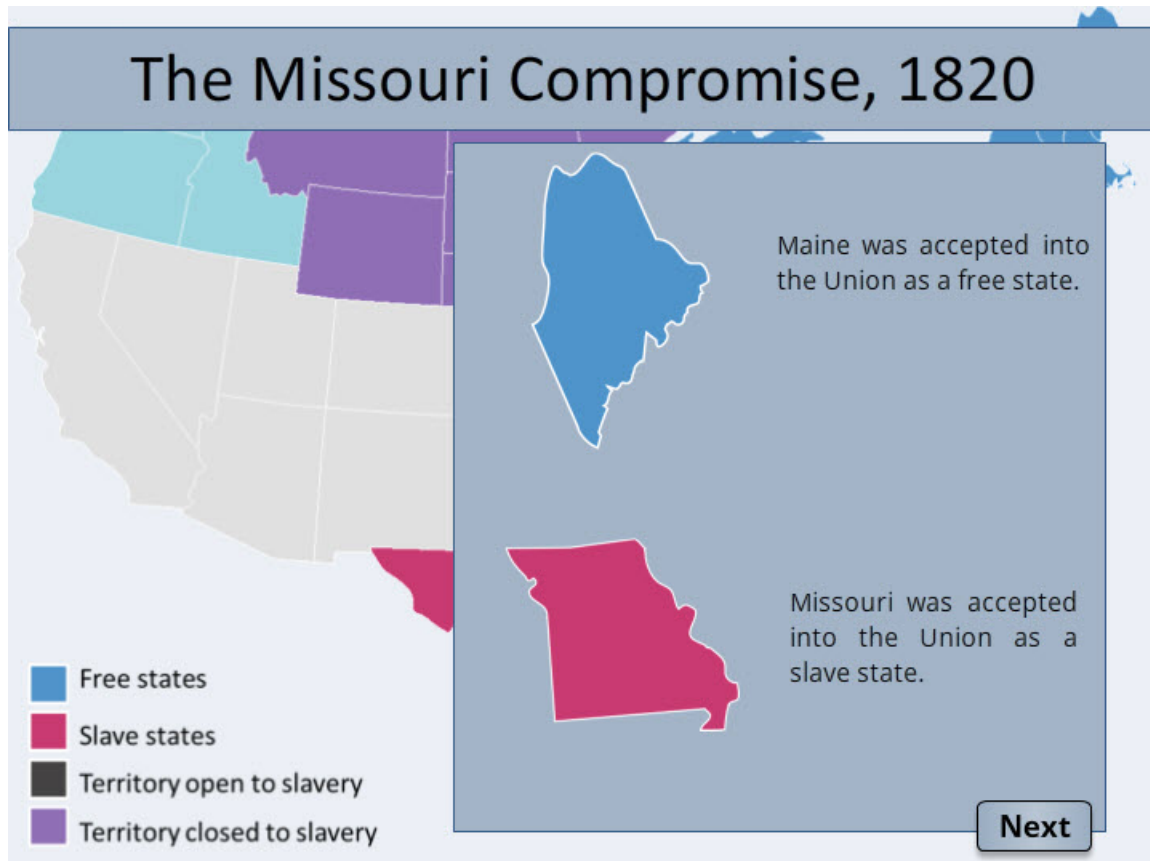 The Missouri Compromise, 1820
Maine was accepted into
the Union as a free state.
Missouri was accepted
into the Union as a
slave state.
Free states
Slave states
Territory open to slavery
Territory closed to slavery
Next